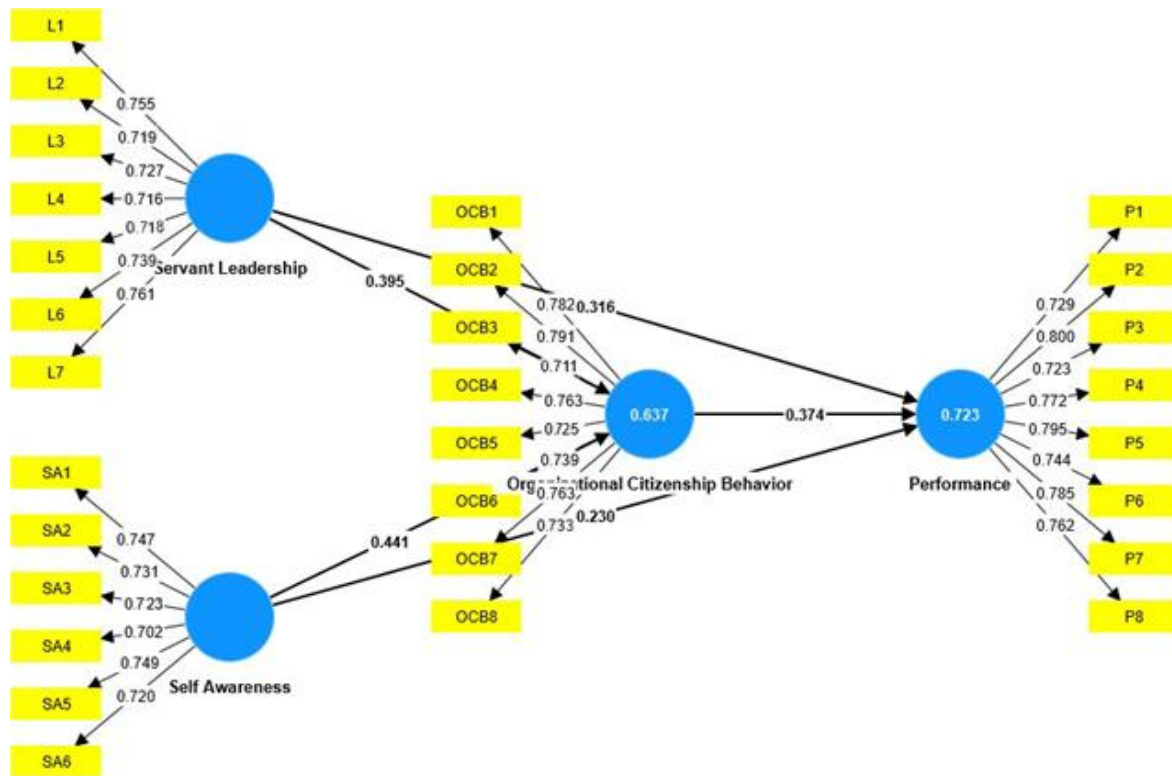 L1
L2
L3
L4
L5
L6
L7
0.755
0.719
0.727
0.716
0.718
0.739
0.761
Servant Leadership
0.395
0.316
SA1
SA2
SA3
SA4
SA5
SA6
0.747
0.731
0.723
0.702
0.749
0.720
Self Awareness
0.441
0.230
OCB1
OCB2
OCB3
OCB4
OCB5
OCB6
OCB7
OCB8
0.782
0.791
0.711
0.763
0.725
0.739
0.763
0.733
0.637
Organizational Citizenship Behavior
0.374
0.723
Performance
0.729
0.800
0.723
0.772
0.795
0.744
0.785
0.762
P1
P2
P3
P4
P5
P6
P7
P8